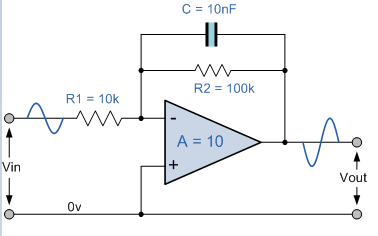 C = 10nF
R2 = 100k
R1 = 10k
-
A = 10
+
Vin
Vout
0v